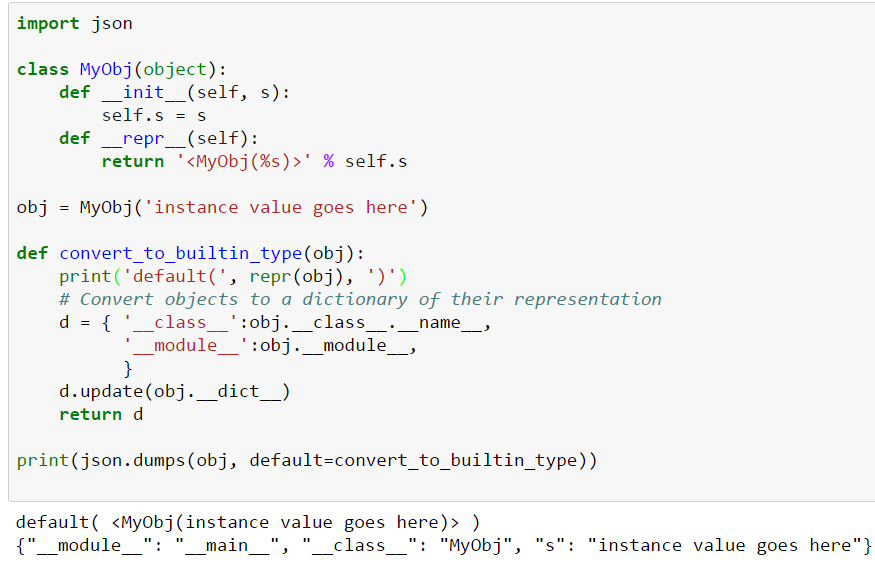 import json

class MyObj(object):
    def __init__(self, s):
        self.s = s
    def __repr__(self):
        return '<MyObj(%s)>' % self.s

obj = MyObj('instance value goes here')

def convert_to_builtin_type(obj):
    print('default(', repr(obj), ')')
    # Convert objects to a dictionary of their representation
    d = { '__class__':obj.__class__.__name__,
          '__module__':obj.__module__,
          }
    d.update(obj.__dict__)
    return d

print(json.dumps(obj, default=convert_to_builtin_type))

default( <MyObj(instance value goes here)> )
{"__module__": "__main__", "__class__": "MyObj", "s": "instance value goes here"}